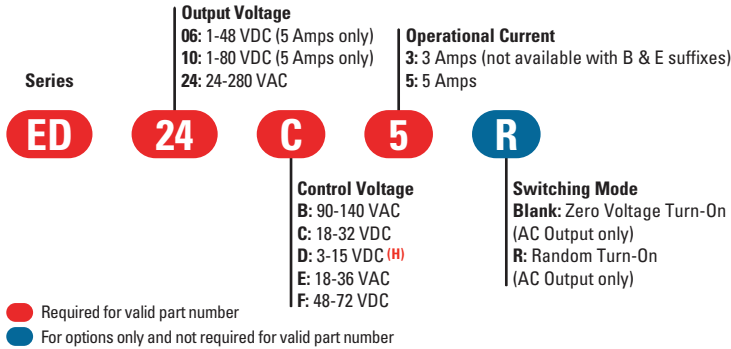 Output Voltage
06: 1-48 VDC (5 Amps only)
10: 1-80 VDC (5 Amps only)
24: 24-280 VAC
Operational Current
3: 3 Amps (not available with B & E suffixes)
5: 5 Amps
Series
ED
24
C
5
R
Control Voltage
B: 90-140 VAC
C: 18-32 VDC
D: 3-15 VDC (H)
E: 18-36 VAC
F: 48-72 VDC
Switching Mode
Blank: Zero Voltage Turn-On
(AC Output only)
R: Random Turn-On
(AC Output only)
Required for valid part number
For options only and not required for valid part number